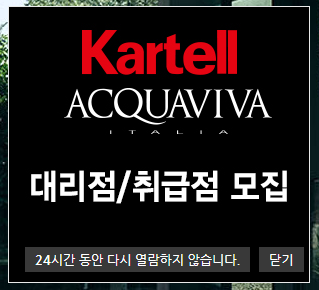 Kartell
ACQUAVIVA
ITALIA
대리점/취급점 모집
24시간 동안 다시 열람하지 않습니다.
닫기